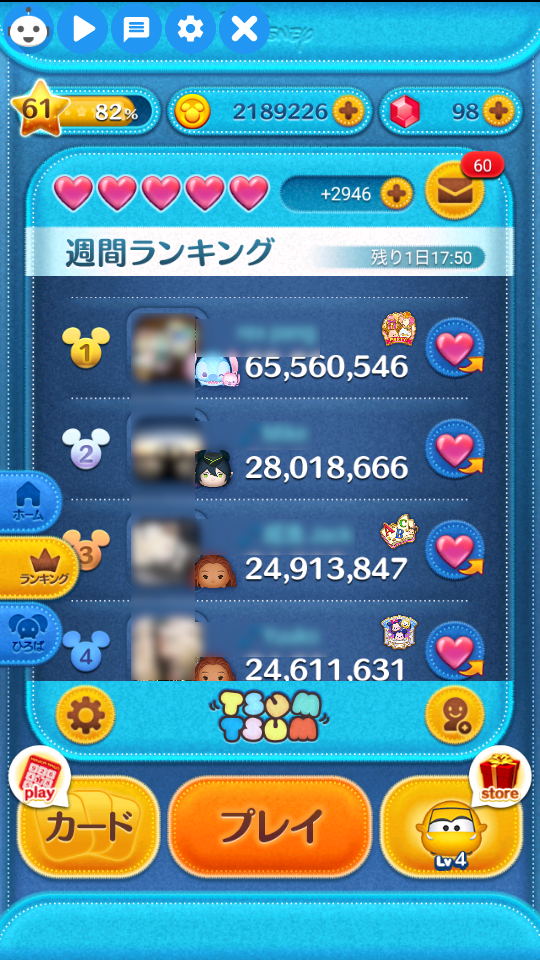 61
82%
2189226
98
+2946
60
週間ランキング
残り1日17:50
1
65,560,546
2
28,018,666
ホーム
3
24,913,847
ランキング
ひろば
4
24,611,631
TSUM
TSUM
play
store
カード
プレイ
Lv4